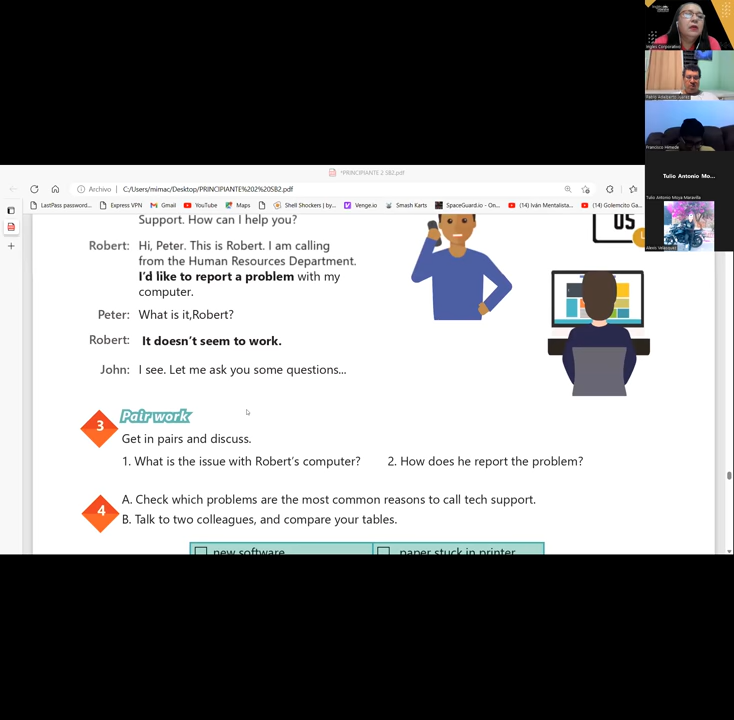 *PRINCIPIANTE 2 SB2.pdf
Archivo
C:/Users/mimac/Desktop/PRINCIPIANTE%202%20SB2.pdf
LastPass password...
Express VPN
Gmail
YouTube
Maps
Shell Shockers | by...
Venge.io
Smash Karts
SpaceGuard.io - On...
(14) Iván Mentalista...
(14) Golemcito Ga...
Support. How can I help you?
US
Robert: Hi, Peter. This is Robert. I am calling
from the Human Resources Department.
I'd like to report a problem with my
computer.
Peter: What is it,Robert?
Robert: It doesn't seem to work.
John: I see. Let me ask you some questions...
3 Pair work
Get in pairs and discuss.
1. What is the issue with Robert's computer? 2. How does he report the problem?
4 A. Check which problems are the most common reasons to call tech support.
B. Talk to two colleagues, and compare your tables.
new software paper stuck in printer
Ingles Corporativo
Francisco Hinede
Tulio Antonio Mo...
Tulio Antonio Moya Maravilla
Alexis Velasquez